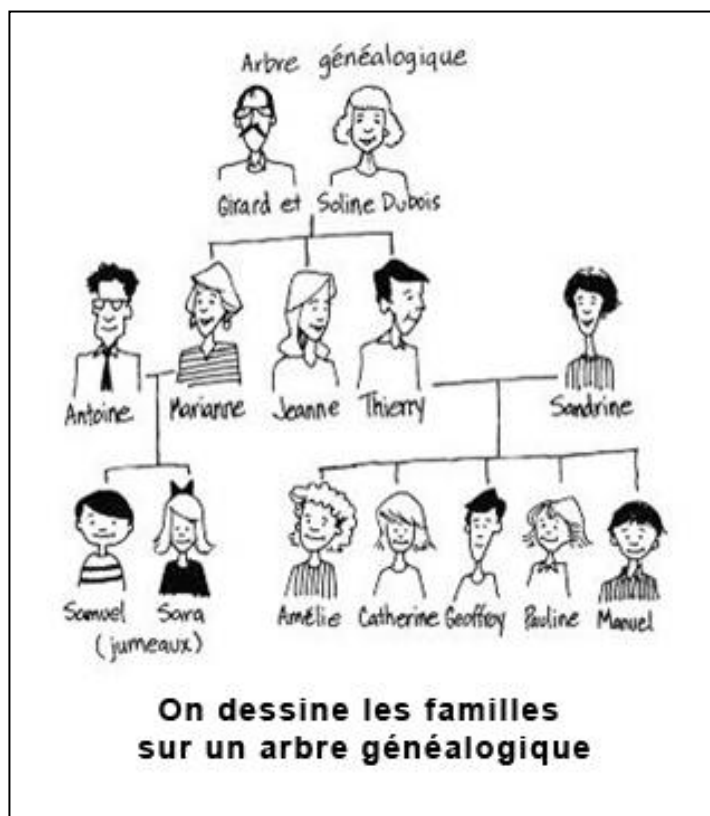 Arbre généalogique
Girard et Soline Dubois
Antoine Marianne Jeanne Thierry Sandrine
Samuel Sara Amélie Catherine Geoffroy Pauline Manuel
(jumeaux)
On dessine les familles
sur un arbre généalogique